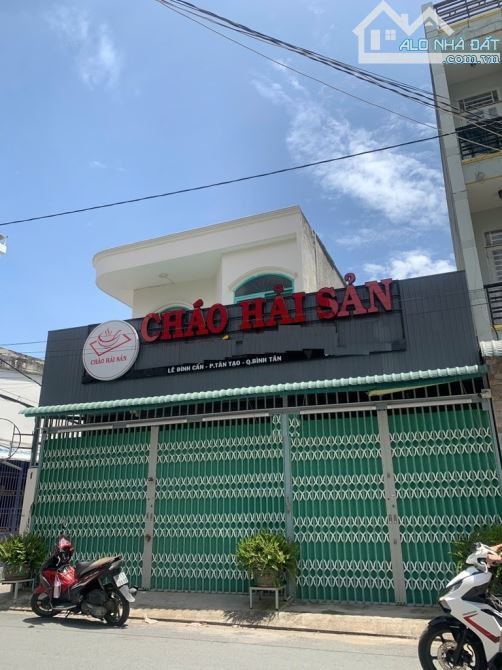 ALO NHÀ ĐẤT
.com.vn
CHÁO HẢI SẢN
CHÁO HẢI SẢN
LÊ ĐÌNH CẨN - P.TÂN TẠO - Q.BÌNH TÂN